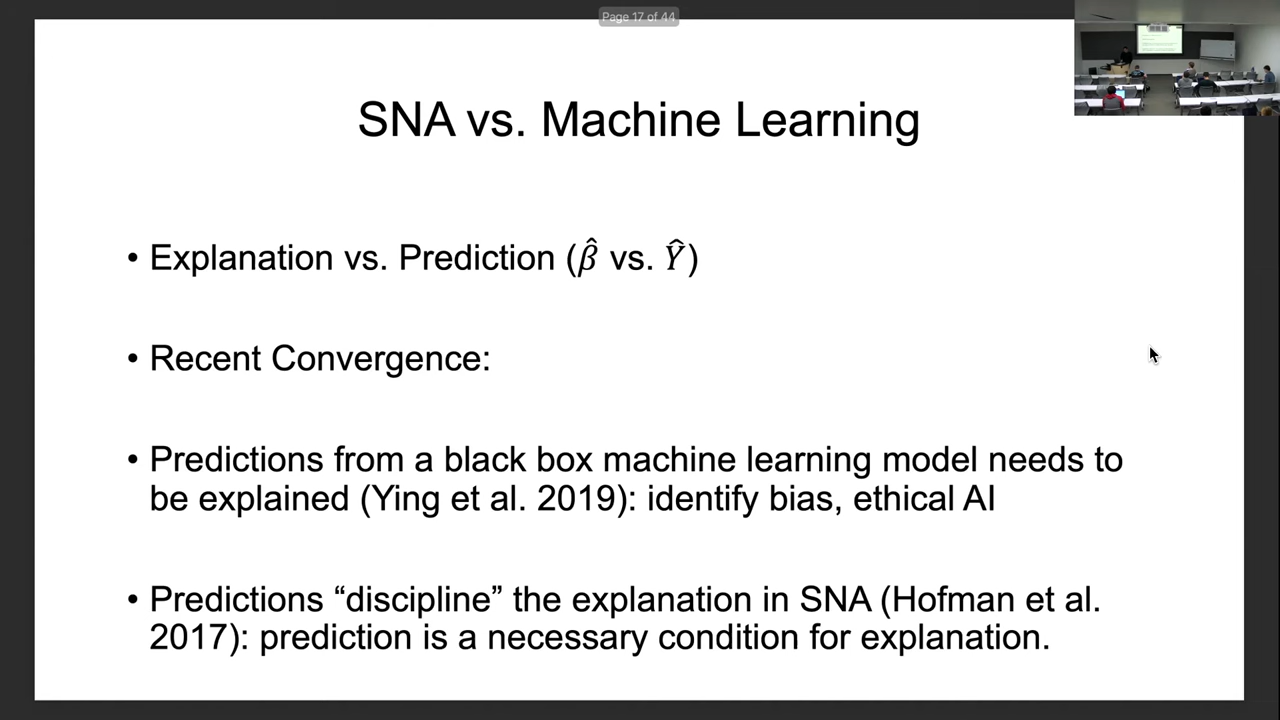 Page 17 of 44
SNA vs. Machine Learning
• Explanation vs. Prediction (β̂ vs. Ŷ)
• Recent Convergence:
• Predictions from a black box machine learning model needs to
be explained (Ying et al. 2019): identify bias, ethical AI
• Predictions “discipline” the explanation in SNA (Hofman et al.
2017): prediction is a necessary condition for explanation.